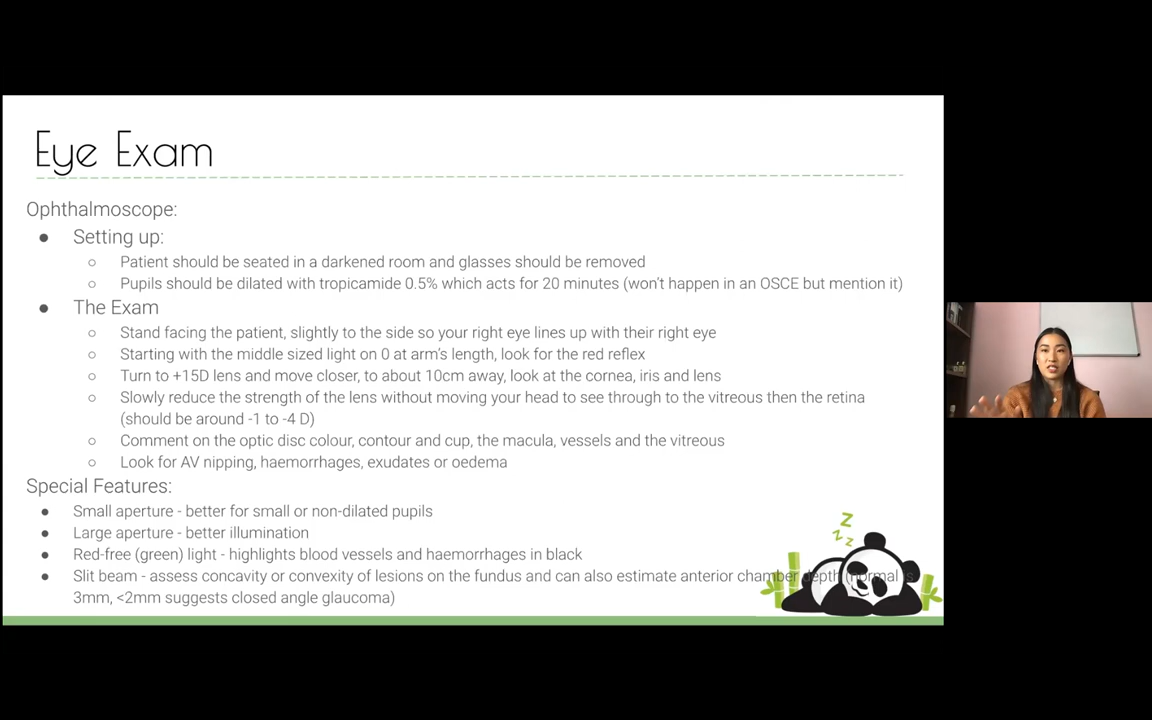 Eye Exam
Ophthalmoscope:
● Setting up:
○ Patient should be seated in a darkened room and glasses should be removed
○ Pupils should be dilated with tropicamide 0.5% which acts for 20 minutes (won't happen in an OSCE but mention it)
● The Exam
○ Stand facing the patient, slightly to the side so your right eye lines up with their right eye
○ Starting with the middle sized light on 0 at arm's length, look for the red reflex
○ Turn to +15D lens and move closer, to about 10cm away, look at the cornea, iris and lens
○ Slowly reduce the strength of the lens without moving your head to see through to the vitreous then the retina
(should be around -1 to -4 D)
○ Comment on the optic disc colour, contour and cup, the macula, vessels and the vitreous
○ Look for AV nipping, haemorrhages, exudates or oedema
Special Features:
● Small aperture - better for small or non-dilated pupils
● Large aperture - better illumination
● Red-free (green) light - highlights blood vessels and haemorrhages in black
● Slit beam - assess concavity or convexity of lesions on the fundus and can also estimate anterior chamber depth (normal is
3mm, <2mm suggests closed angle glaucoma)
Z
Z
Z